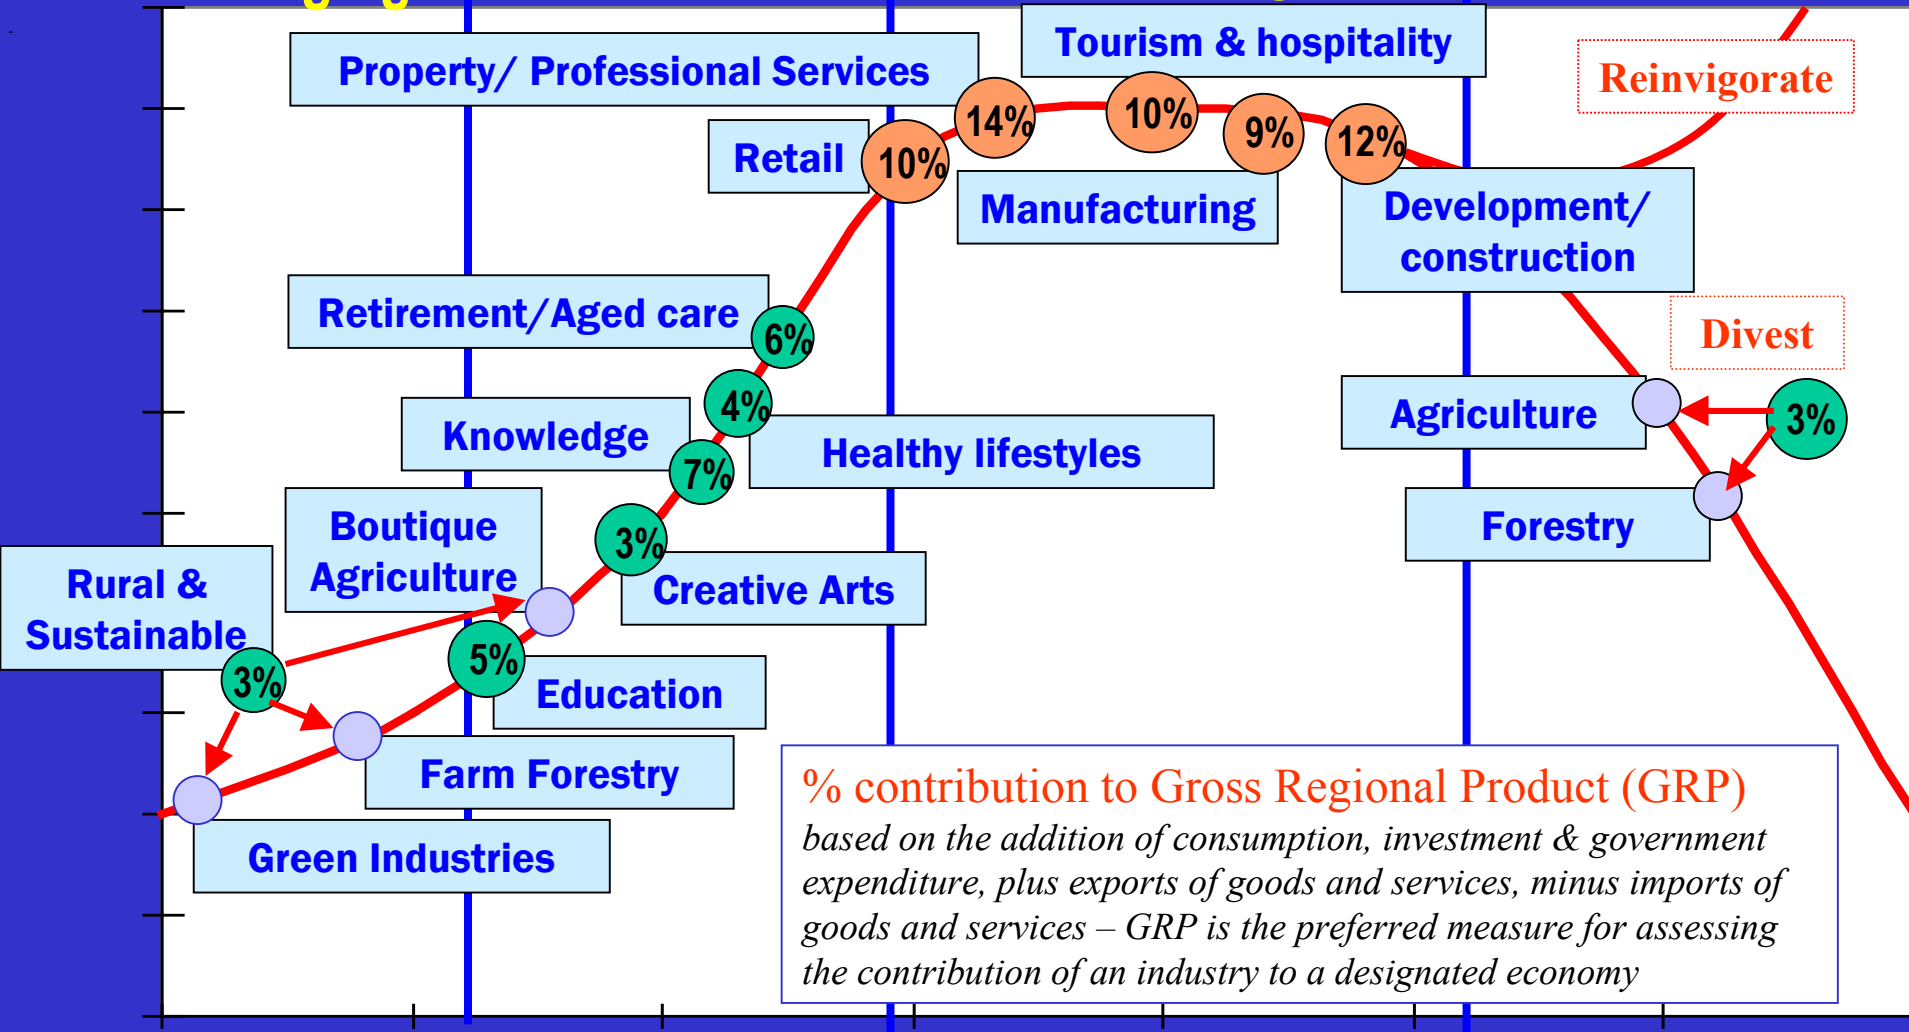 Tourism & hospitality
Property/ Professional Services
Reinvigorate
14%
10%
9%
12%
Retail
10%
Manufacturing
Development/
construction
Retirement/Aged care
6%
Divest
4%
Agriculture
3%
Knowledge
Healthy lifestyles
7%
Boutique
Agriculture
3%
Forestry
Rural &
Sustainable
Creative Arts
3%
5%
Education
Farm Forestry
Green Industries
% contribution to Gross Regional Product (GRP)
based on the addition of consumption, investment & government
expenditure, plus exports of goods and services, minus imports of
goods and services – GRP is the preferred measure for assessing
the contribution of an industry to a designated economy